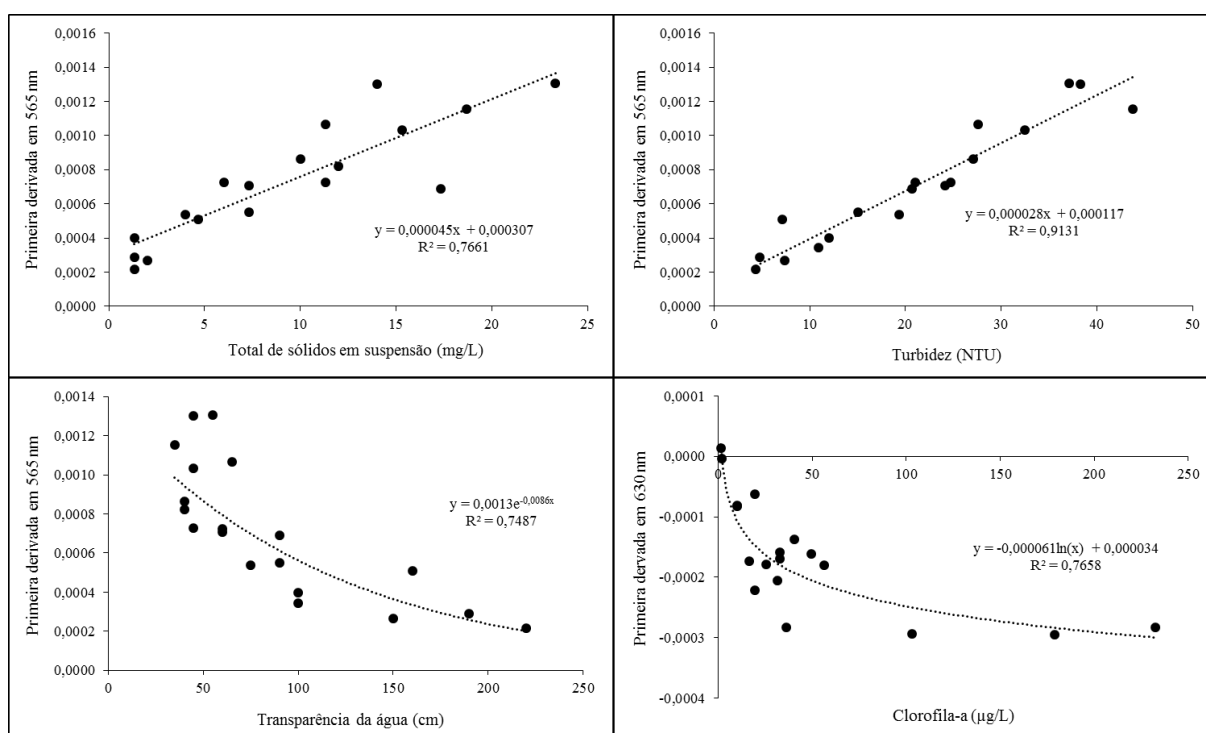 0,0016
0,0014
0,0012
0,0010
0,0008
0,0006
0,0004
0,0002
0,0000
Primeira derivada em 565 nm
y = 0,000045x + 0,000307
R² = 0,7661
0 5 10 15 20 25
Total de sólidos em suspensão (mg/L)
0,0016
0,0014
0,0012
0,0010
0,0008
0,0006
0,0004
0,0002
0,0000
Primeira derivada em 565 nm
y = 0,000028x + 0,000117
R² = 0,9131
0 10 20 30 40 50
Turbidez (NTU)
0,0014
0,0012
0,0010
0,0008
0,0006
0,0004
0,0002
0,0000
Primeira derivada em 565 nm
y = 0,0013e-0,0086x
R² = 0,7487
0 50 100 150 200 250
Transparência da água (cm)
0,0001
0,0000
-0,0001
-0,0002
-0,0003
-0,0004
Primeira dervada em 630 nm
0 50 100 150 200 250
y = -0,000061ln(x) + 0,000034
R² = 0,7658
Clorofila-a (µg/L)